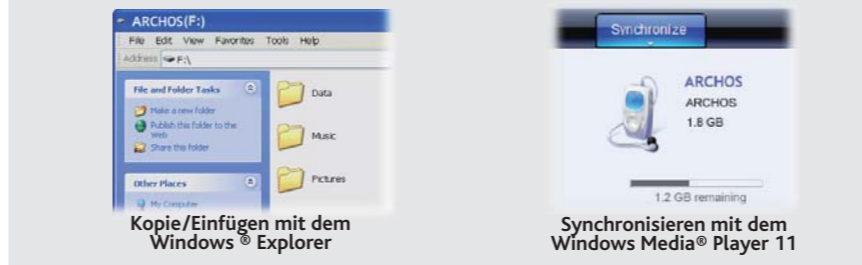 ARCHOS(F:)
File Edit View Favorites Tools Help
Address F:\
File and Folder Tasks
Make a new folder
Publish this folder to the
Web
Share this folder
Other Places
My Computer
Data
Music
Pictures
Kopie/Einfügen mit dem
Windows ® Explorer
Synchronize
ARCHOS
ARCHOS
1.8 GB
1.2 GB remaining
Synchronisieren mit dem
Windows Media® Player 11